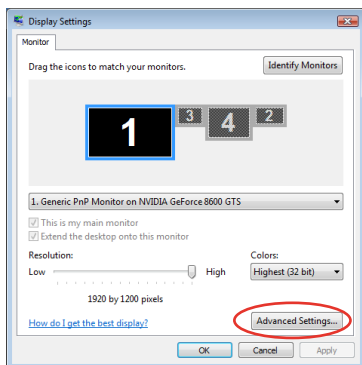 Display Settings
Monitor
Drag the icons to match your monitors.
Identify Monitors
1 3 4 2
1. Generic PnP Monitor on NVIDIA GeForce 8600 GTS
This is my main monitor
Extend the desktop onto this monitor
Resolution: Colors:
Low High Highest (32 bit)
1920 by 1200 pixels
How do I get the best display? Advanced Settings...
OK Cancel Apply